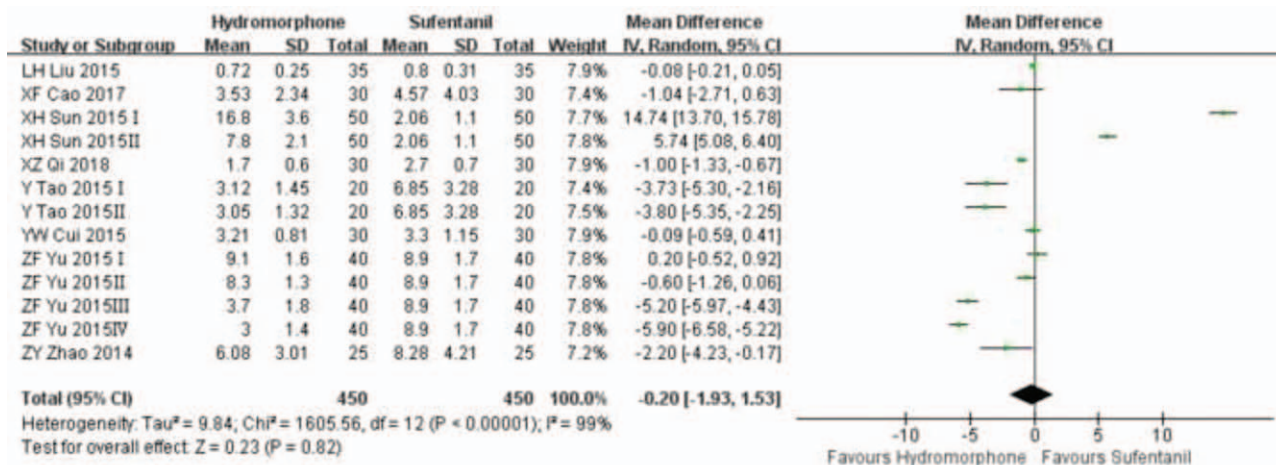 Hydromorphone Sufentanil Mean Difference Mean Difference
Study or Subgroup Mean SD Total Mean SD Total Weight IV, Random, 95% CI IV, Random, 95% CI
LH Liu 2015 0.72 0.25 35 0.8 0.31 35 7.9% -0.08 [-0.21, 0.05]
XF Cao 2017 3.53 2.34 30 4.57 4.03 30 7.4% -1.04 [-2.71, 0.63]
XH Sun 2015 I 16.8 3.6 50 2.06 1.1 50 7.7% 14.74 [13.70, 15.78]
XH Sun 2015II 7.8 2.1 50 2.06 1.1 50 7.8% 5.74 [5.08, 6.40]
XZ Qi 2018 1.7 0.6 30 2.7 0.7 30 7.9% -1.00 [-1.33, -0.67]
Y Tao 2015 I 3.12 1.45 20 6.85 3.28 20 7.4% -3.73 [-5.30, -2.16]
Y Tao 2015II 3.05 1.32 20 6.85 3.28 20 7.5% -3.80 [-5.35, -2.25]
YW Cui 2015 3.21 0.81 30 3.3 1.15 30 7.9% -0.09 [-0.59, 0.41]
ZF Yu 2015 I 9.1 1.6 40 8.9 1.7 40 7.8% 0.20 [-0.52, 0.92]
ZF Yu 2015II 8.3 1.3 40 8.9 1.7 40 7.8% -0.60 [-1.26, 0.06]
ZF Yu 2015III 3.7 1.8 40 8.9 1.7 40 7.8% -5.20 [-5.97, -4.43]
ZF Yu 2015IV 3 1.4 40 8.9 1.7 40 7.8% -5.90 [-6.58, -5.22]
ZY Zhao 2014 6.08 3.01 25 8.28 4.21 25 7.2% -2.20 [-4.23, -0.17]
Total (95% CI) 450 450 100.0% -0.20 [-1.93, 1.53]
Heterogeneity: Tau² = 9.84; Chi² = 1605.56, df = 12 (P < 0.00001); I² = 99%
Test for overall effect: Z = 0.23 (P = 0.82)
-10 -5 0 5 10
Favours Hydromorphone Favours Sufentanil